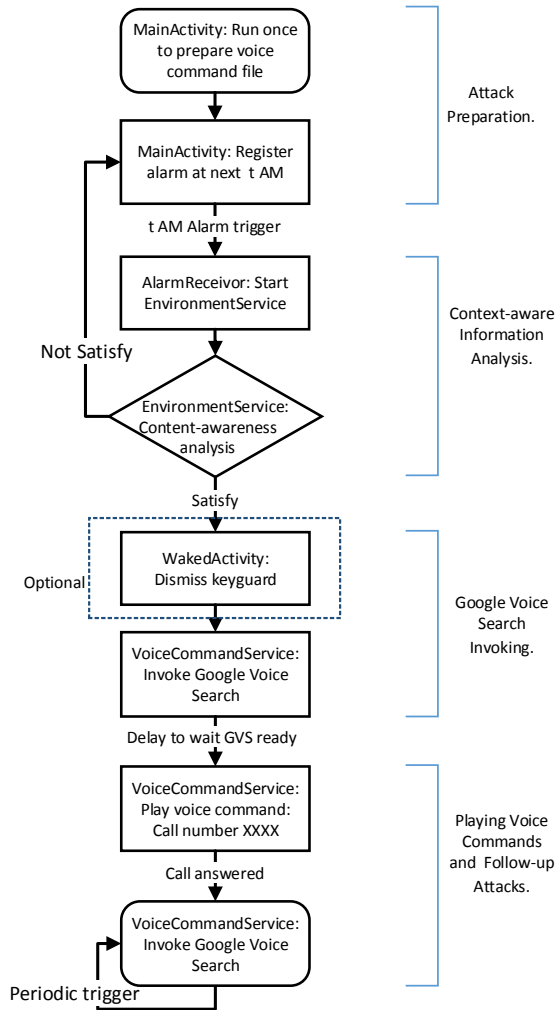 MainActivity: Run once
to prepare voice
command file
Attack
Preparation.
MainActivity: Register
alarm at next t AM
t AM Alarm trigger
AlarmReceivor: Start
EnvironmentService
Context-aware
Information
Analysis.
Not Satisfy
EnvironmentService:
Content-awareness
analysis
Satisfy
Optional
WakedActivity:
Dismiss keyguard
Google Voice
Search
Invoking.
VoiceCommandService:
Invoke Google Voice
Search
Delay to wait GVS ready
VoiceCommandService:
Play voice command:
Call number XXXX
Playing Voice
Commands
and Follow-up
Attacks.
Call answered
VoiceCommandService:
Invoke Google Voice
Search
Periodic trigger